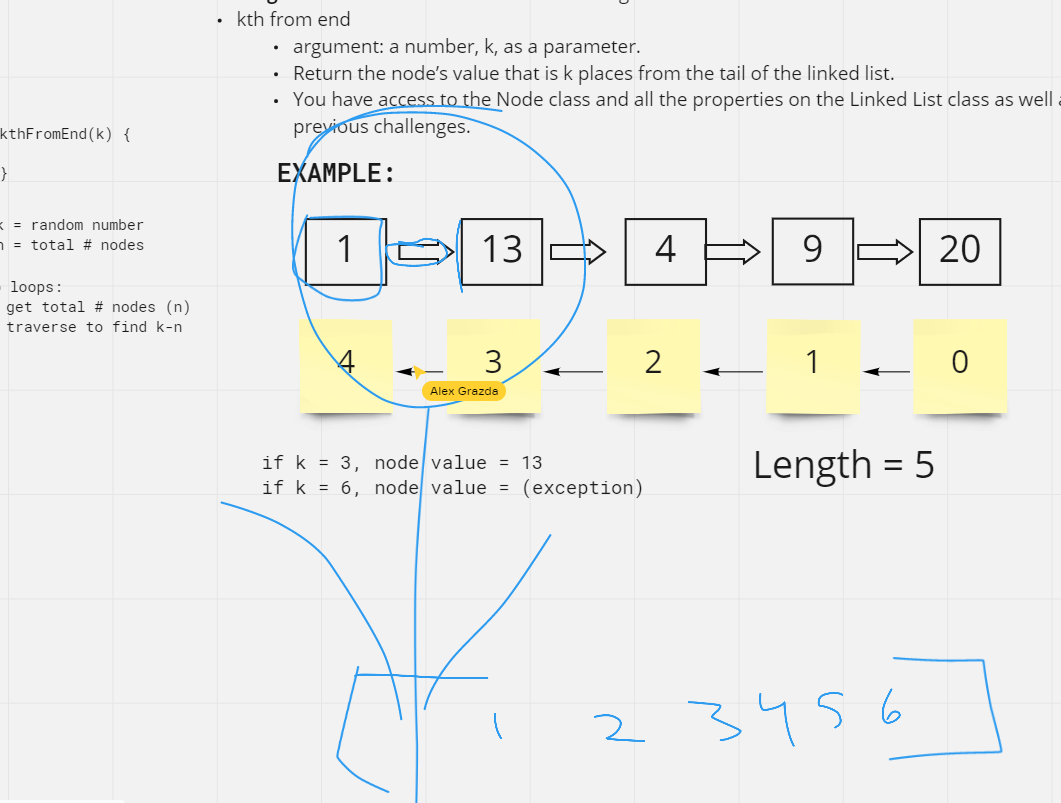 kth from end
argument: a number, k, as a parameter.
Return the node's value that is k places from the tail of the linked list.
You have access to the Node class and all the properties on the Linked List class as well
previous challenges.
kthFromEnd(k) {
}
EXAMPLE:
k = random number
n = total # nodes
loops:
get total # nodes (n)
traverse to find k-n
1 13 4 9 20
4 3 2 1 0
Alex Grazda
if k = 3, node value = 13
if k = 6, node value = (exception)
Length = 5
1 2 3 4 5 6